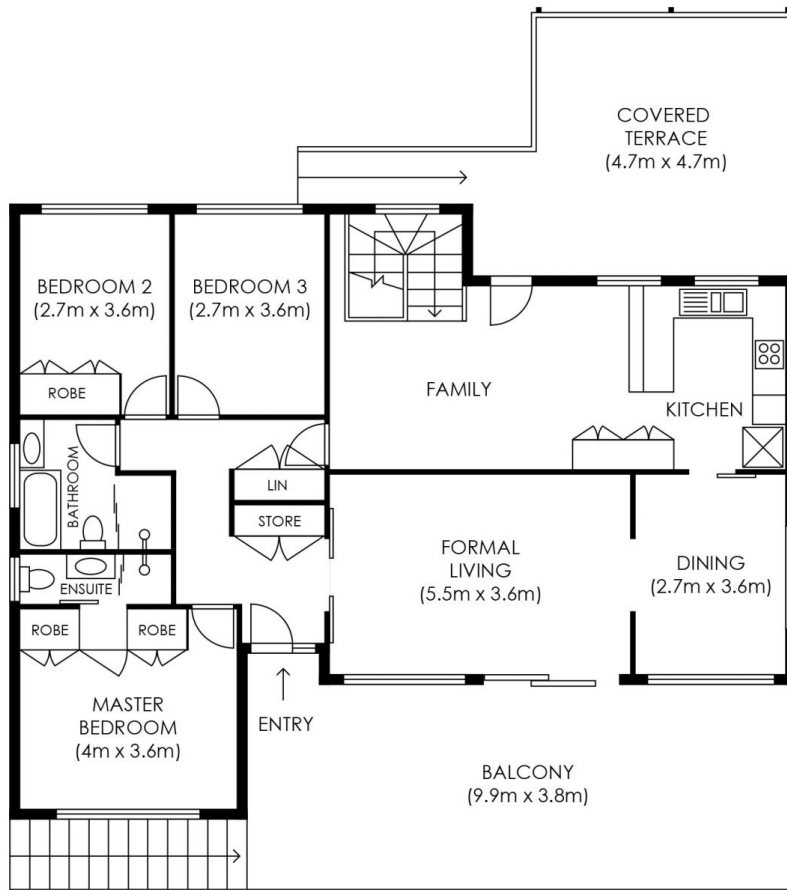 COVERED
TERRACE
(4.7m x 4.7m)
BEDROOM 2
(2.7m x 3.6m)
BEDROOM 3
(2.7m x 3.6m)
ROBE
FAMILY
KITCHEN
BATHROOM
LIN
STORE
FORMAL
LIVING
(5.5m x 3.6m)
DINING
(2.7m x 3.6m)
ENSUITE
ROBE
ROBE
MASTER
BEDROOM
(4m x 3.6m)
ENTRY
BALCONY
(9.9m x 3.8m)